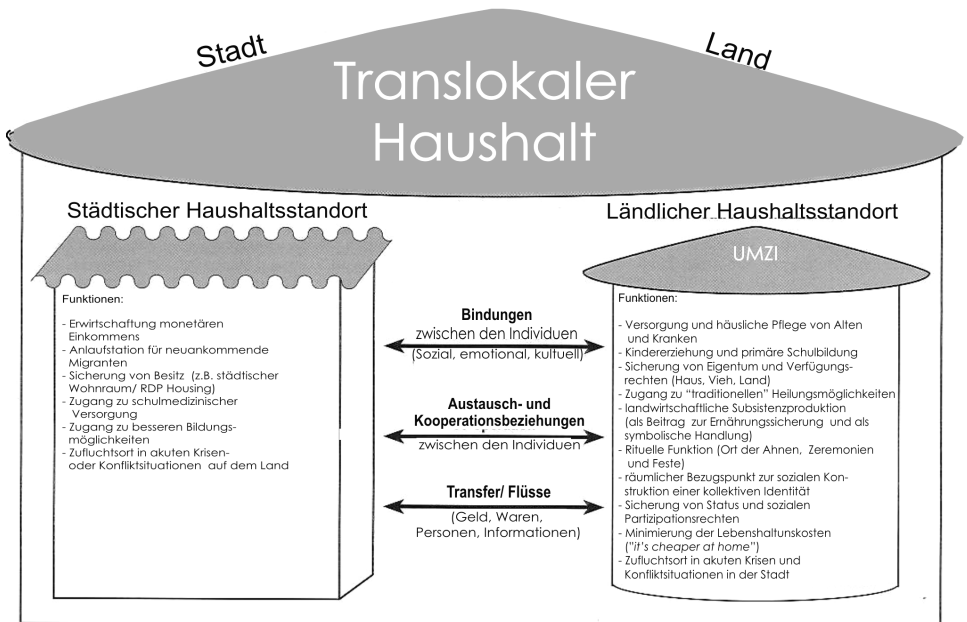 Stadt
Land
Translokaler
Haushalt
Städtischer Haushaltsstandort
Funktionen:
- Erwirtschaftung monetären
Einkommens
- Anlaufstation für neuankommende
Migranten
- Sicherung von Besitz (z.B. städtischer
Wohnraum/ RDP Housing)
- Zugang zu schulmedizinischer
Versorgung
- Zugang zu besseren Bildungs-
möglichkeiten
- Zufluchtsort in akuten Krisen-
oder Konfliktsituationen auf dem Land
Bindungen
zwischen den Individuen
(Sozial, emotional, kultuell)
Austausch- und
Kooperationsbeziehungen
zwischen den Individuen
Transfer/ Flüsse
(Geld, Waren,
Personen, Informationen)
Ländlicher Haushaltsstandort
UMZI
Funktionen:
- Versorgung und häusliche Pflege von Alten
und Kranken
- Kindererziehung und primäre Schulbildung
- Sicherung von Eigentum und Verfügungs-
rechten (Haus, Vieh, Land)
- Zugang zu “traditionellen” Heilungsmöglichkeiten
- landwirtschaftliche Subsistenzproduktion
(als Beitrag zur Ernährungssicherung und als
symbolische Handlung)
- Rituelle Funktion (Ort der Ahnen, Zeremonien
und Feste)
- räumlicher Bezugspunkt zur sozialen Kon-
struktion einer kollektiven Identität
- Sicherung von Status und sozialen
Partizipationsrechten
- Minimierung der Lebenshaltunskosten
("it's cheaper at home")
- Zufluchtsort in akuten Krisen und
Konfliktsituationen in der Stadt